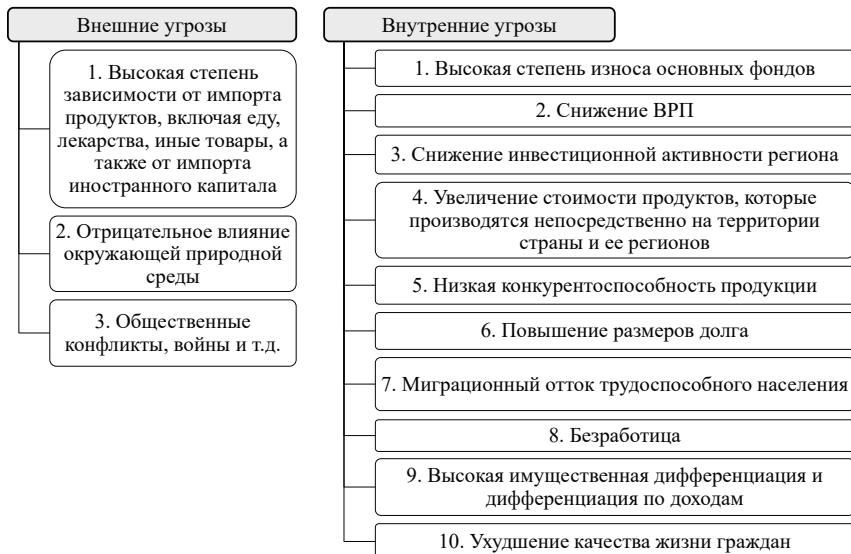 Внешние угрозы
1. Высокая степень
зависимости от импорта
продуктов, включая еду,
лекарства, иные товары, а
также от импорта
иностранного капитала
2. Отрицательное влияние
окружающей природной
среды
3. Общественные
конфликты, войны и т.д.
Внутренние угрозы
1. Высокая степень износа основных фондов
2. Снижение ВРП
3. Снижение инвестиционной активности региона
4. Увеличение стоимости продуктов, которые
производятся непосредственно на территории
страны и ее регионов
5. Низкая конкурентоспособность продукции
6. Повышение размеров долга
7. Миграционный отток трудоспособного населения
8. Безработица
9. Высокая имущественная дифференциация и
дифференциация по доходам
10. Ухудшение качества жизни граждан